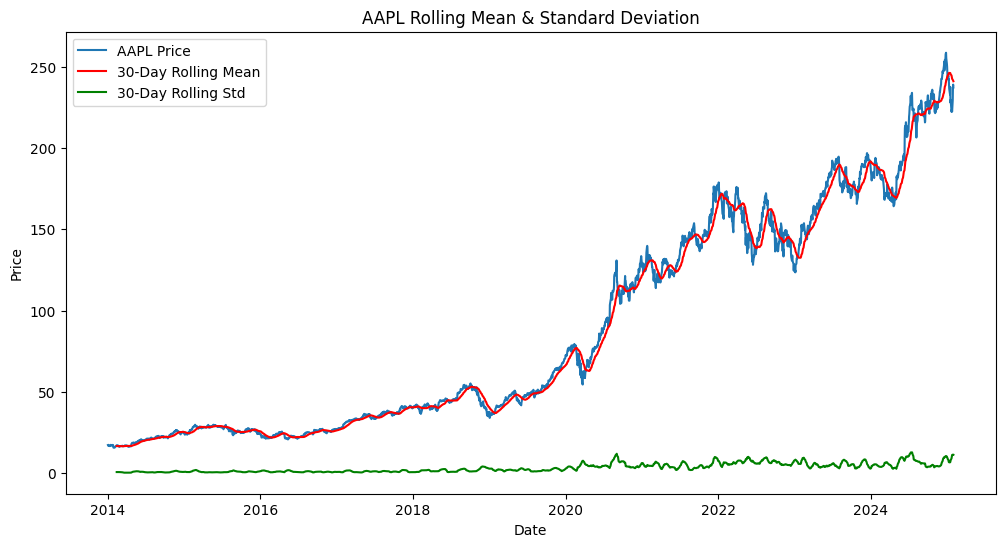 AAPL Rolling Mean & Standard Deviation
AAPL Price
30-Day Rolling Mean
30-Day Rolling Std
Price
250
200
150
100
50
0
2014 2016 2018 2020 2022 2024
Date